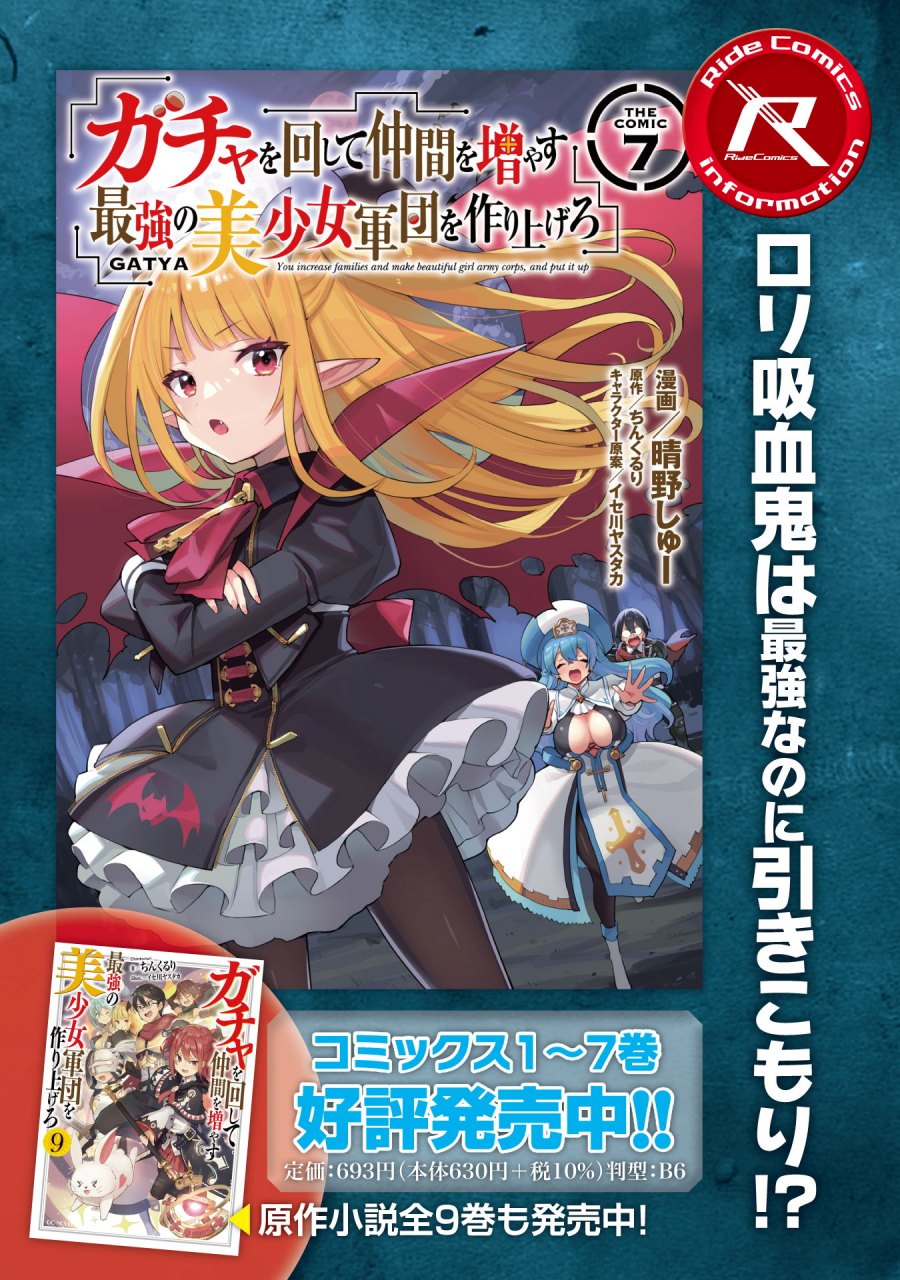 Ride Comics
R
RideComics
information
ガチャを回して仲間を増やす
最強の美少女軍団を作り上げろ
GATYA
You increase families and make beautiful girl army corps, and put it up
THE
COMIC
7
漫画/晴野しゅー
原作/ちんくるり
キャラクター原案/イセ川ヤスタカ
ロリ吸血鬼は最強なのに引きこもり!?
ガチャを回して
仲間を増やす
最強の
美少女軍団を
作り上げろ
9
ちんくるり
イセ川ヤスタカ
コミックス1〜7巻
好評発売中!!
定価:693円(本体630円+税10%)判型:B6
原作小説全9巻も発売中!